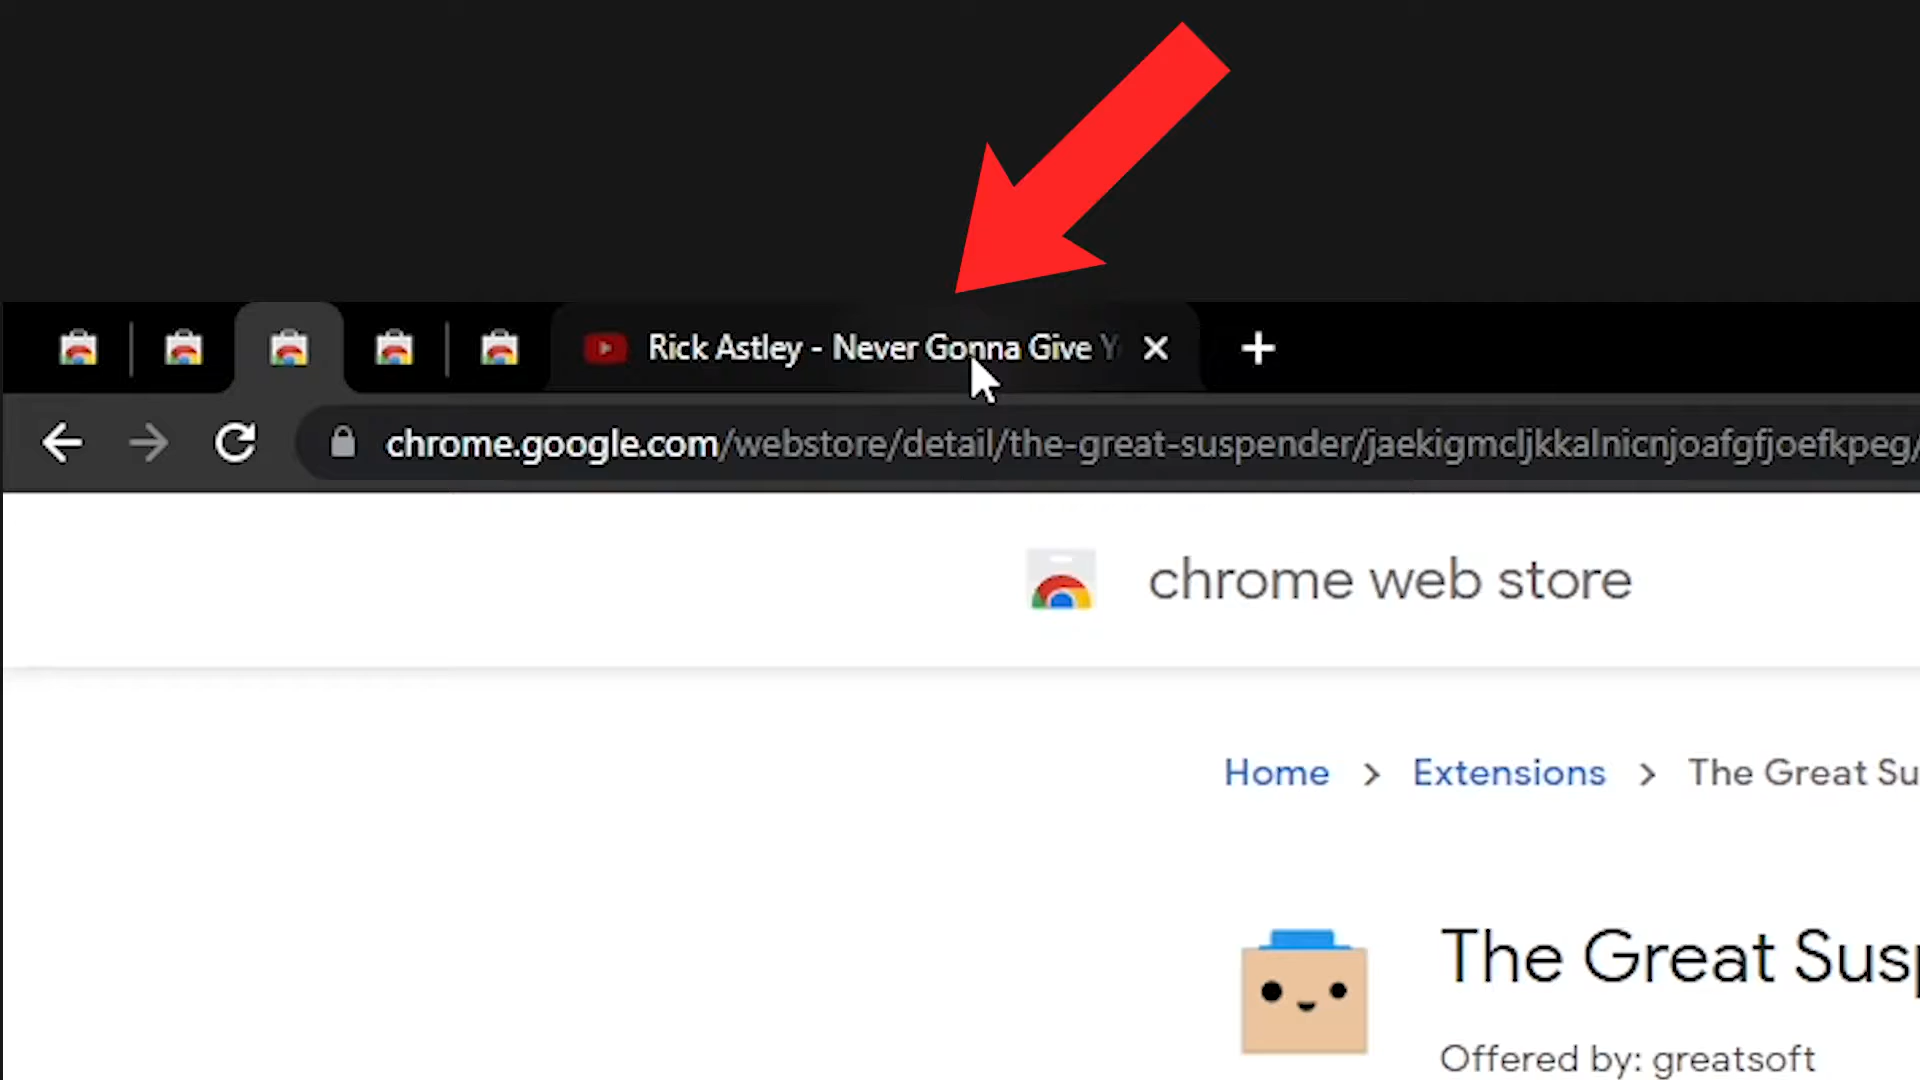 Rick Astley - Never Gonna Give Y
chrome.google.com/webstore/detail/the-great-suspender/jaekigmcljkkalnicnjoafgfjoefkpeg/
chrome web store
Home > Extensions > The Great Su
The Great Susp
Offered by: greatsoft